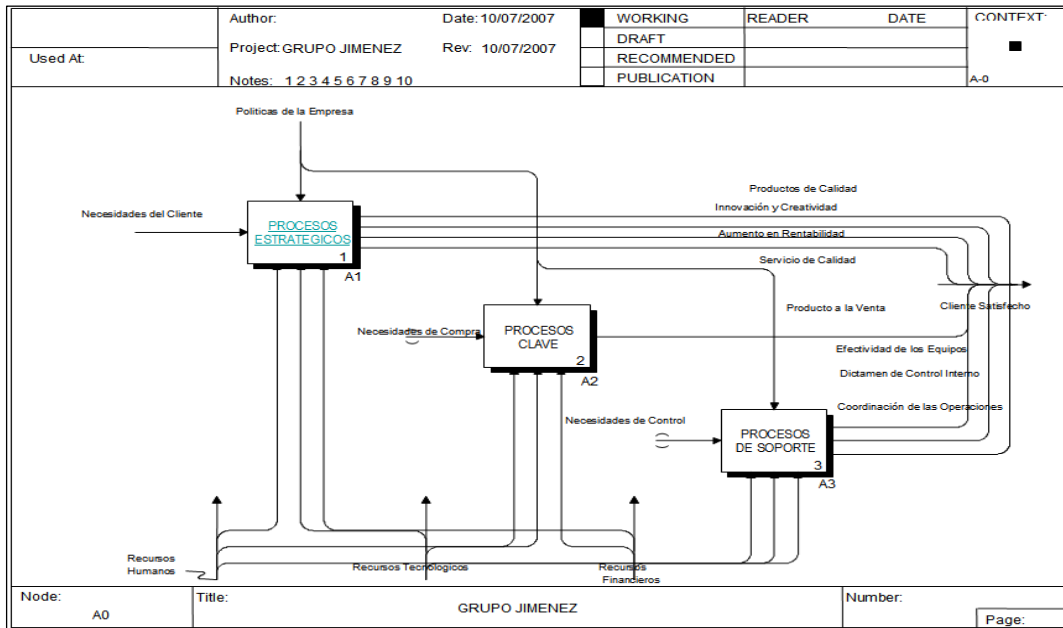 Used At:
Author:
Date: 10/07/2007
Project: GRUPO JIMENEZ
Rev: 10/07/2007
Notes: 1 2 3 4 5 6 7 8 9 10
WORKING
DRAFT
RECOMMENDED
PUBLICATION
READER
DATE
CONTEXT:
A-0
Politicas de la Empresa
Necesidades del Cliente
PROCESOS
ESTRATEGICOS
1
A1
Productos de Calidad
Innovación y Creatividad
Aumento en Rentabilidad
Servicio de Calidad
Cliente Satisfecho
Producto a la Venta
Necesidades de Compra
PROCESOS
CLAVE
2
A2
Efectividad de los Equipos
Dictamen de Control Interno
Coordinación de las Operaciones
Necesidades de Control
PROCESOS
DE SOPORTE
3
A3
Recursos
Humanos
Recursos Tecnologicos
Recursos
Financieros
Node:
A0
Title:
GRUPO JIMENEZ
Number:
Page: